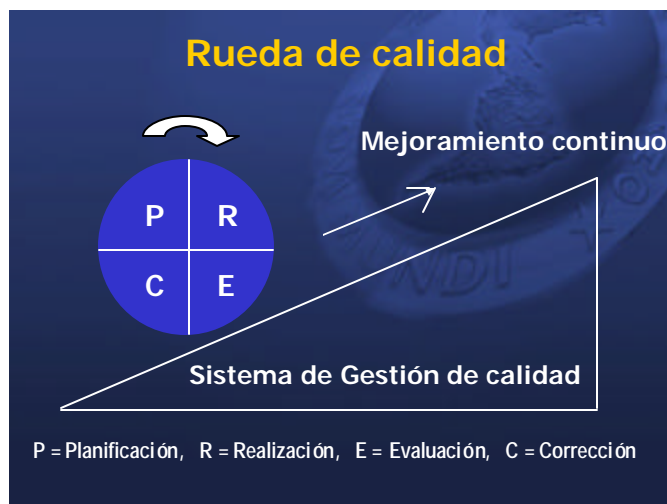 Rueda de calidad
Mejoramiento continuo
P R
C E
Sistema de Gestión de calidad
P = Planificación, R = Realización, E = Evaluación, C = Corrección